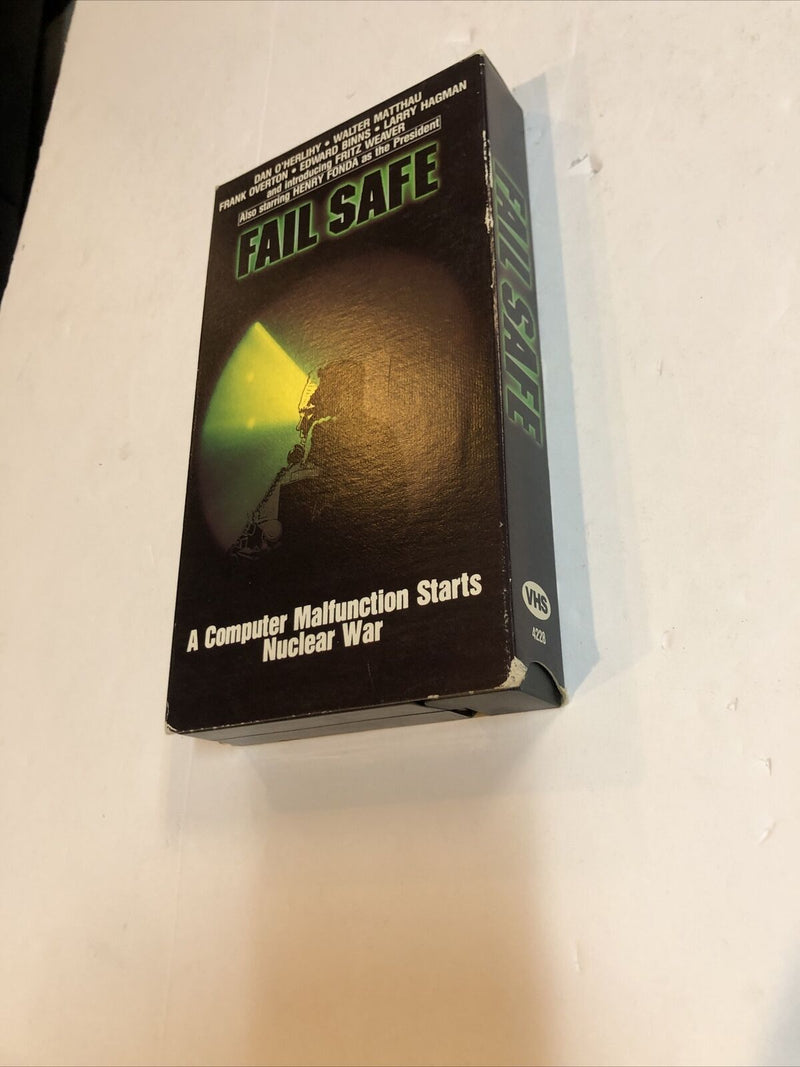 DAN O'HERLIHY • WALTER MATTHAU
FRANK OVERTON • EDWARD BINNS • LARRY HAGMAN
and Introducing FRITZ WEAVER
Also starring HENRY FONDA as the President
FAIL SAFE
A Computer Malfunction Starts
Nuclear War
FAIL SAFE
VHS
4228